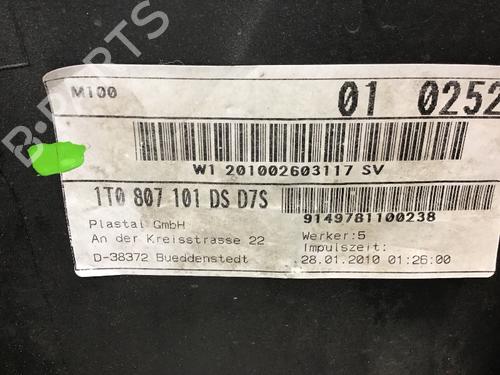 M100
01 0252
W1 201002603117 SV
1T0 807 101 DS D7S
9149781100238
Plastal GmbH
Werker:5
An der Kreisstrasse 22
Impulszeit:
D-38372 Bueddenstedt
28.01.2010 01:26:00
B-PARTS